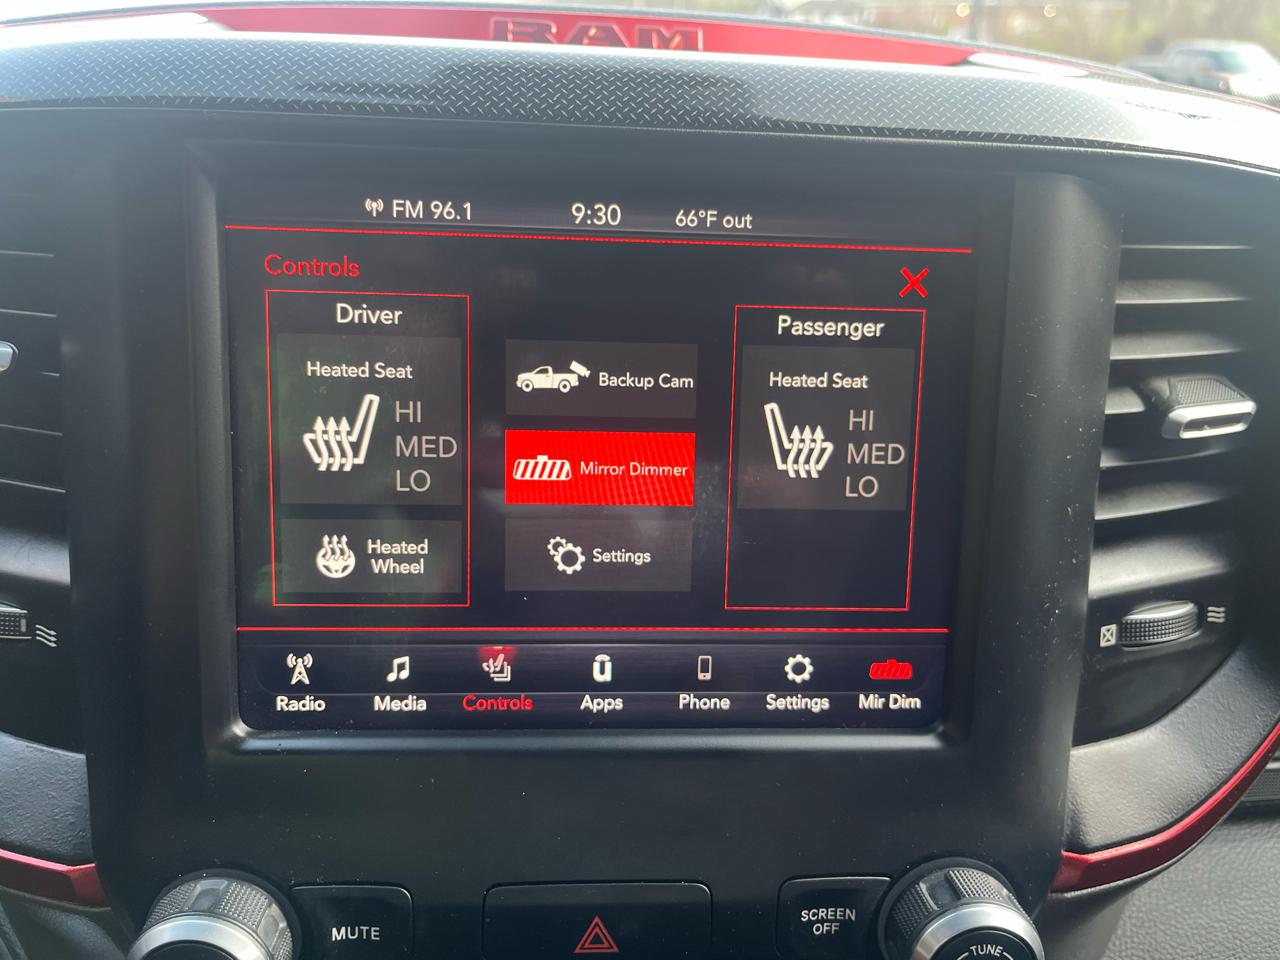 RAM
FM 96.1 9:30 66°F out
Controls
Driver
Heated Seat
HI
MED
LO
Heated
Wheel
Backup Cam
Mirror Dimmer
Settings
Passenger
Heated Seat
HI
MED
LO
Radio Media Controls Apps Phone Settings Mir Dim
MUTE
SCREEN
OFF
TUNE